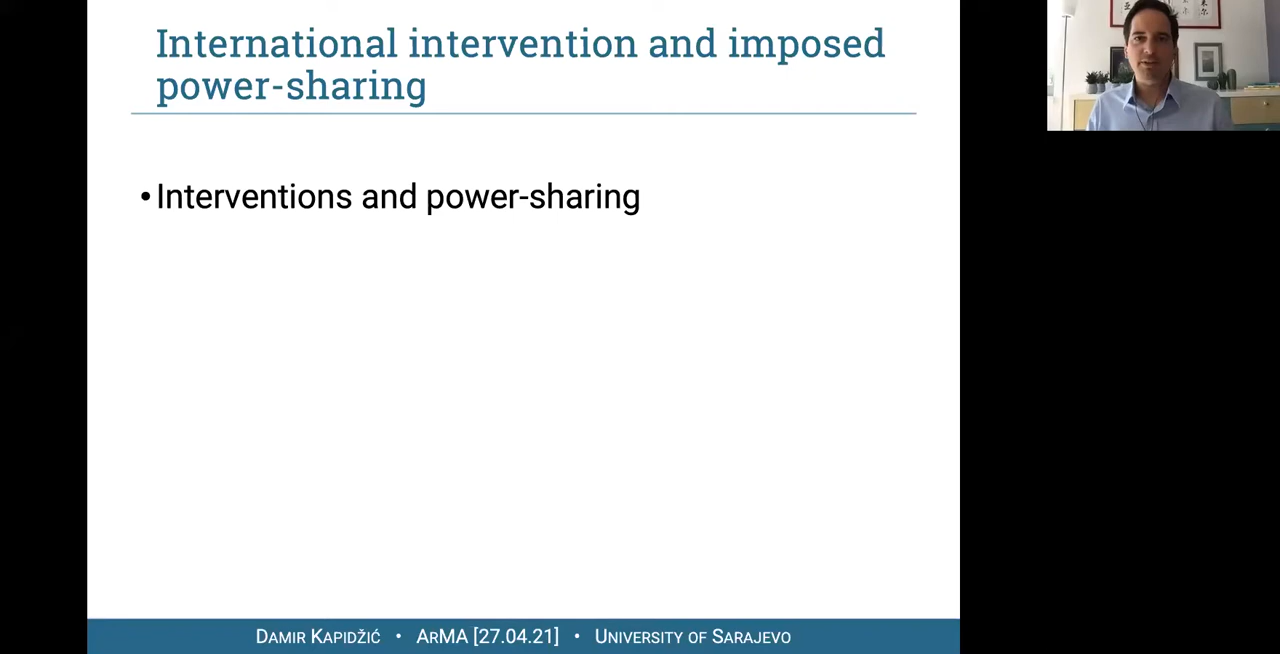 International intervention and imposed
power-sharing
•Interventions and power-sharing
DAMIR KAPIDŽIĆ • ARMA [27.04.21] • UNIVERSITY OF SARAJEVO